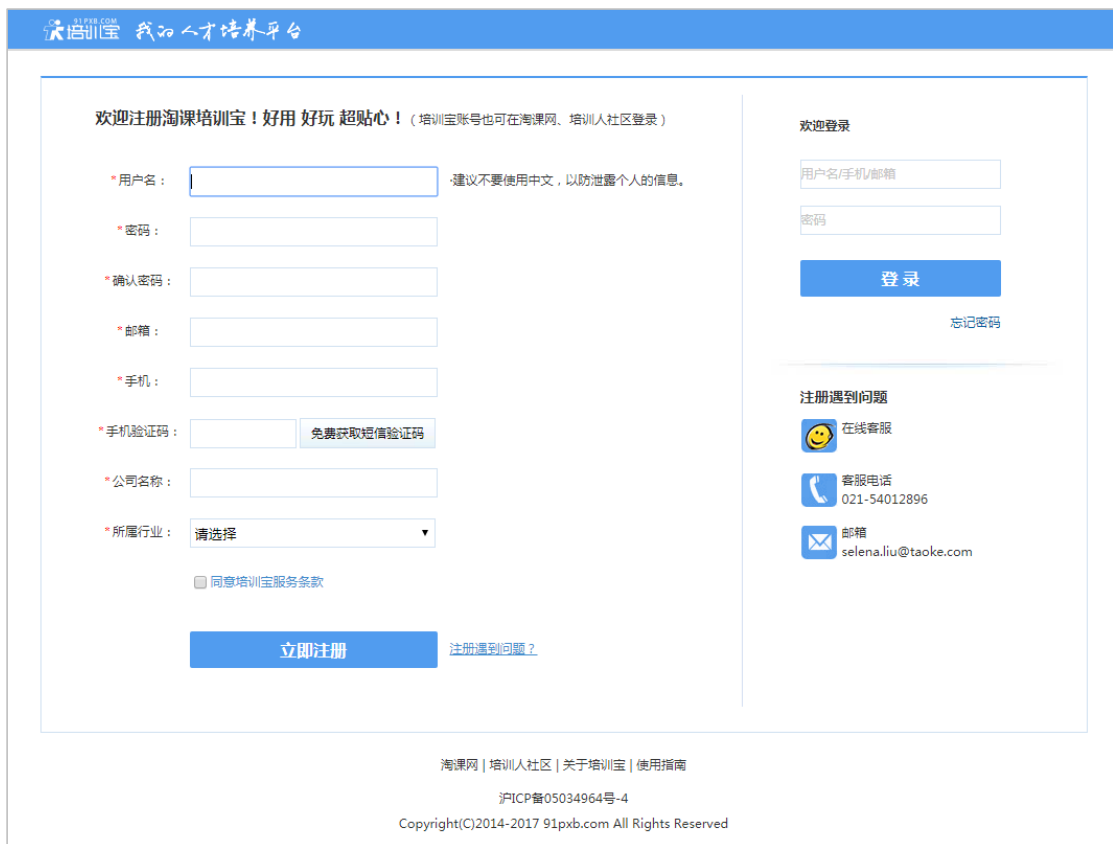 91PXB.COM
培训宝 我的人才培养平台
欢迎注册淘课培训宝！好用 好玩 超贴心！（培训宝账号也可在淘课网、培训人社区登录）
*用户名： ·建议不要使用中文，以防泄露个人的信息。
*密码：
*确认密码：
*邮箱：
*手机：
*手机验证码： 免费获取短信验证码
*公司名称：
*所属行业： 请选择
同意培训宝服务条款
立即注册 注册遇到问题？
欢迎登录
用户名/手机/邮箱
密码
登 录
忘记密码
注册遇到问题
在线客服
客服电话
021-54012896
邮箱
selena.liu@taoke.com
淘课网 | 培训人社区 | 关于培训宝 | 使用指南
沪ICP备05034964号-4
Copyright(C)2014-2017 91pxb.com All Rights Reserved